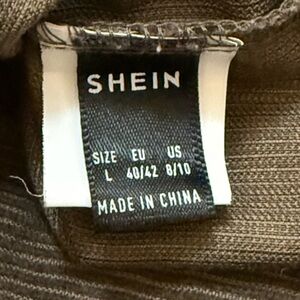 SHEIN
SIZE EU US
L 40/42 8/10
MADE IN CHINA